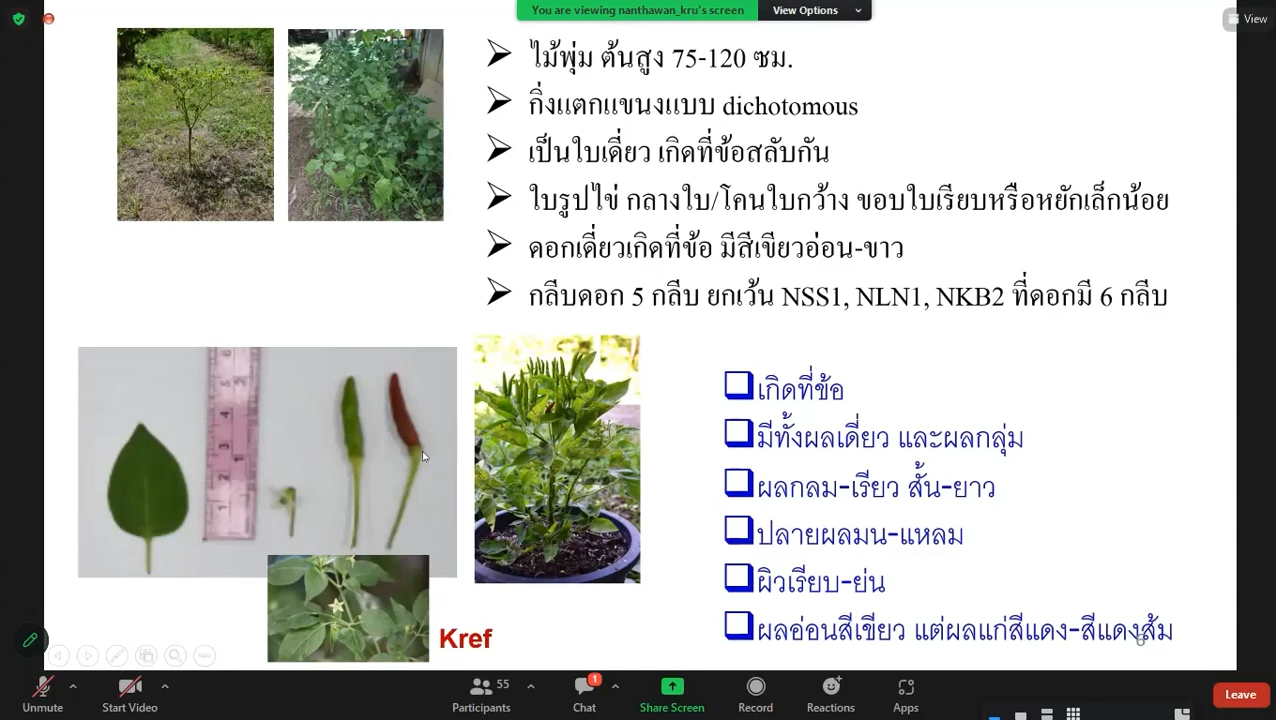 You are viewing nanthawan_kru's screen
View Options
View
ไม้พุ่ม ต้นสูง 75-120 ซม.
กิ่งแตกแขนงแบบ dichotomous
เป็นใบเดี่ยว เกิดที่ข้อสลับกัน
ใบรูปไข่ กลางใบ/โคนใบกว้าง ขอบใบเรียบหรือหยักเล็กน้อย
ดอกเดี่ยวเกิดที่ข้อ มีสีเขียวอ่อน-ขาว
กลีบดอก 5 กลีบ ยกเว้น NSS1, NLN1, NKB2 ที่ดอกมี 6 กลีบ
เกิดที่ข้อ
มีทั้งผลเดี่ยว และผลกลุ่ม
ผลกลม-เรียว สั้น-ยาว
ปลายผลมน-แหลม
ผิวเรียบ-ย่น
ผลอ่อนสีเขียว แต่ผลแก่สีแดง-สีแดงส้ม
Kref
6
Unmute
Start Video
55
Participants
1
Chat
Share Screen
Record
Reactions
Apps
Leave